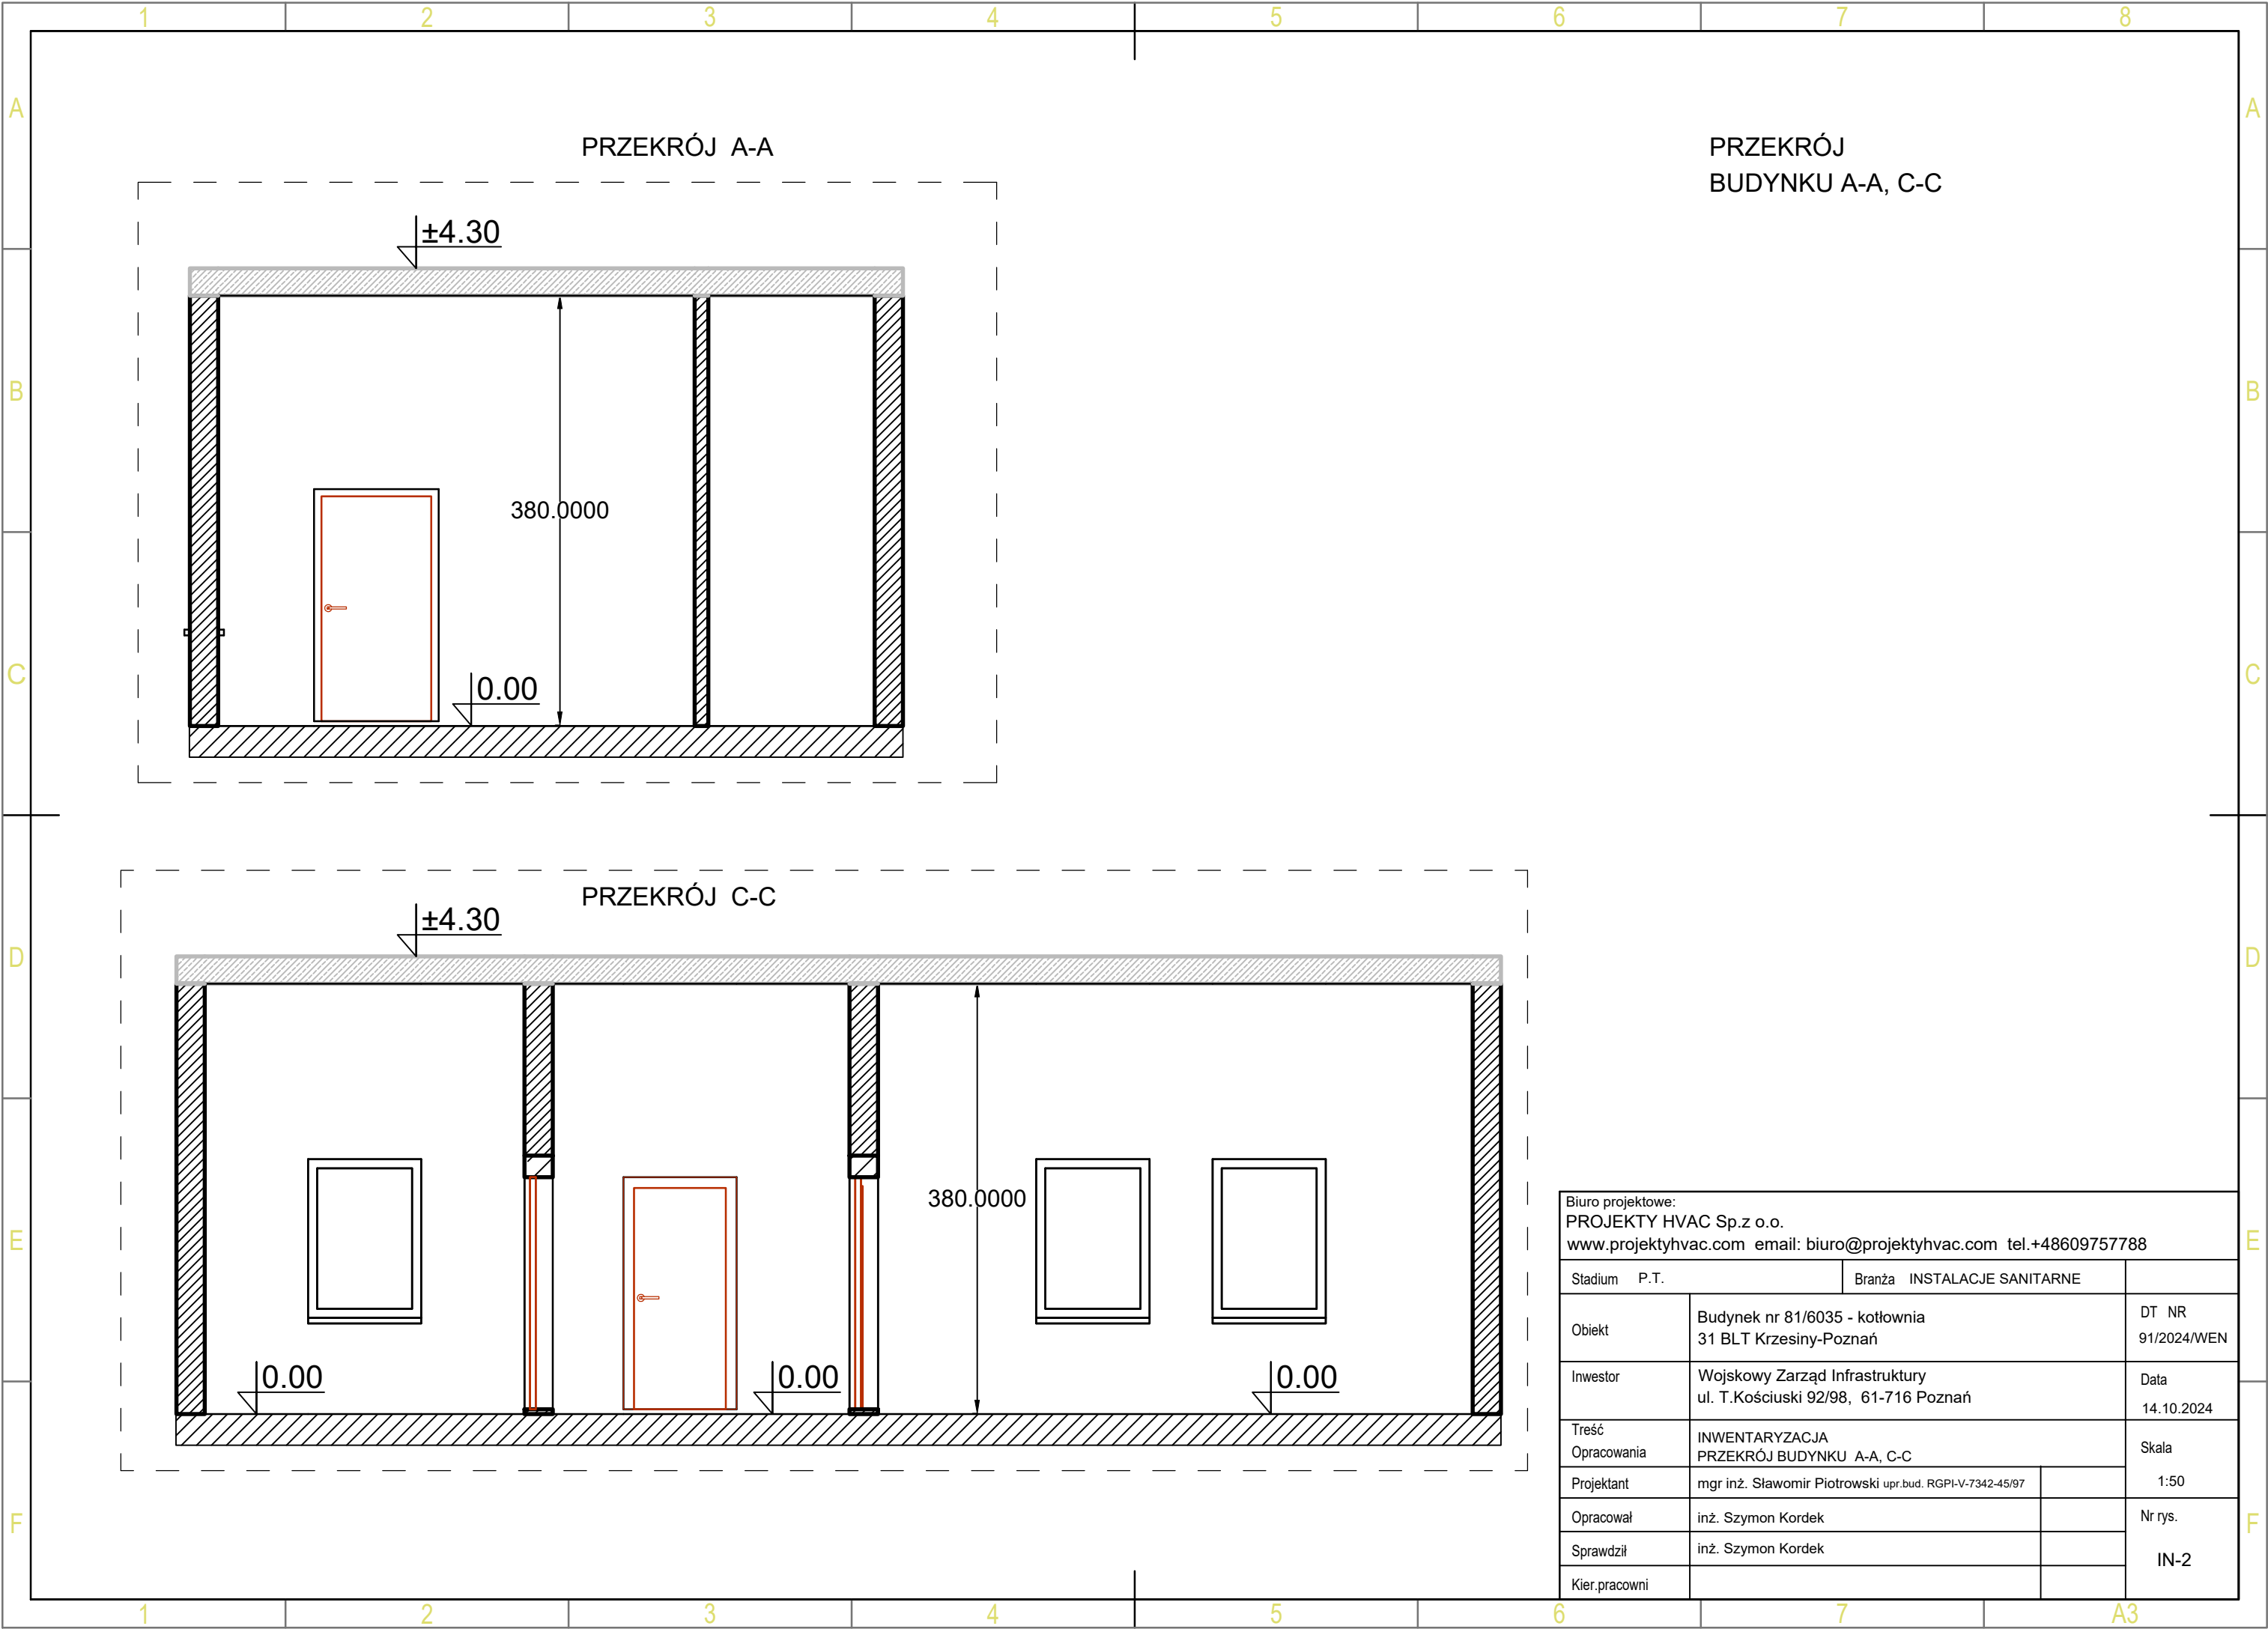 1 2 3 4 5 6 7 8
A A
PRZEKRÓJ A-A
PRZEKRÓJ
BUDYNKU A-A, C-C
±4.30
B B
380.0000
C C
0.00
PRZEKRÓJ C-C
±4.30
D D
380.0000
E E
0.00
0.00
0.00
F F
Biuro projektowe:
PROJEKTY HVAC Sp.z o.o.
www.projektyhvac.com email: biuro@projektyhvac.com tel.+48609757788
Stadium P.T. Branża INSTALACJE SANITARNE
Obiekt
Budynek nr 81/6035 - kotłownia
31 BLT Krzesiny-Poznań
DT NR
91/2024/WEN
Inwestor
Wojskowy Zarząd Infrastruktury
ul. T.Kościuski 92/98, 61-716 Poznań
Data
14.10.2024
Treść
Opracowania
INWENTARYZACJA
PRZEKRÓJ BUDYNKU A-A, C-C
Skala
1:50
Projektant mgr inż. Sławomir Piotrowski upr.bud. RGPI-V-7342-45/97
Opracował inż. Szymon Kordek
Sprawdził inż. Szymon Kordek
Kier.pracowni
Nr rys.
IN-2
1 2 3 4 5 6 7 A3